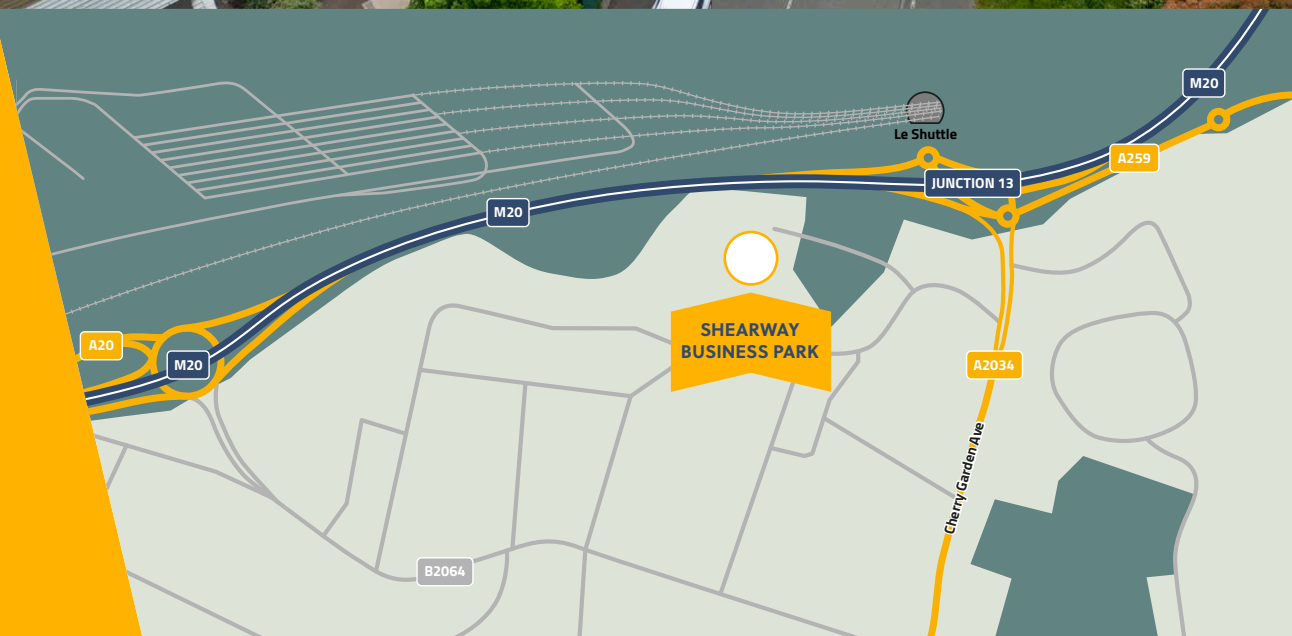 M20
Le Shuttle
A259
JUNCTION 13
M20
SHEARWAY
BUSINESS PARK
A20
M20
A2034
Cherry Garden Ave
B2064